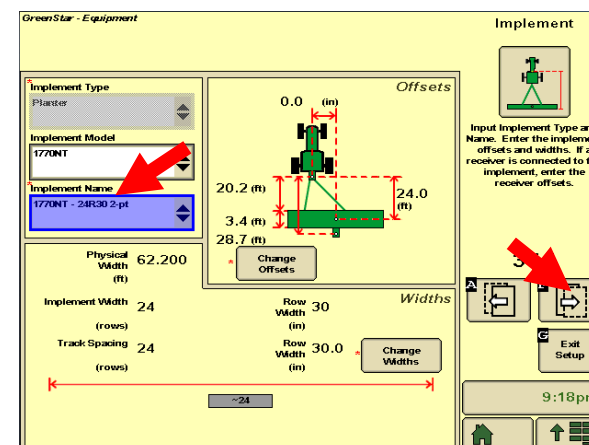 GreenStar - Equipment
Implement
*Implement Type
Planter
Implement Model
1770NT
*Implement Name
1770NT - 24R30 2-pt
Offsets
0.0 (in)
20.2 (ft)
24.0
(ft)
3.4 (ft)
28.7 (ft)
* Change
Offsets
Input Implement Type an
Name. Enter the impleme
offsets and widths. If a
receiver is connected to t
implement, enter the
receiver offsets.
Physical
Width
(ft)
62.200
Widths
Implement Width
(rows)
24
Row
Width
(in)
30
Track Spacing
(rows)
24
Row
Width
(in)
30.0
* Change
Widths
~24
3
A
G
Exit
Setup
9:18pm